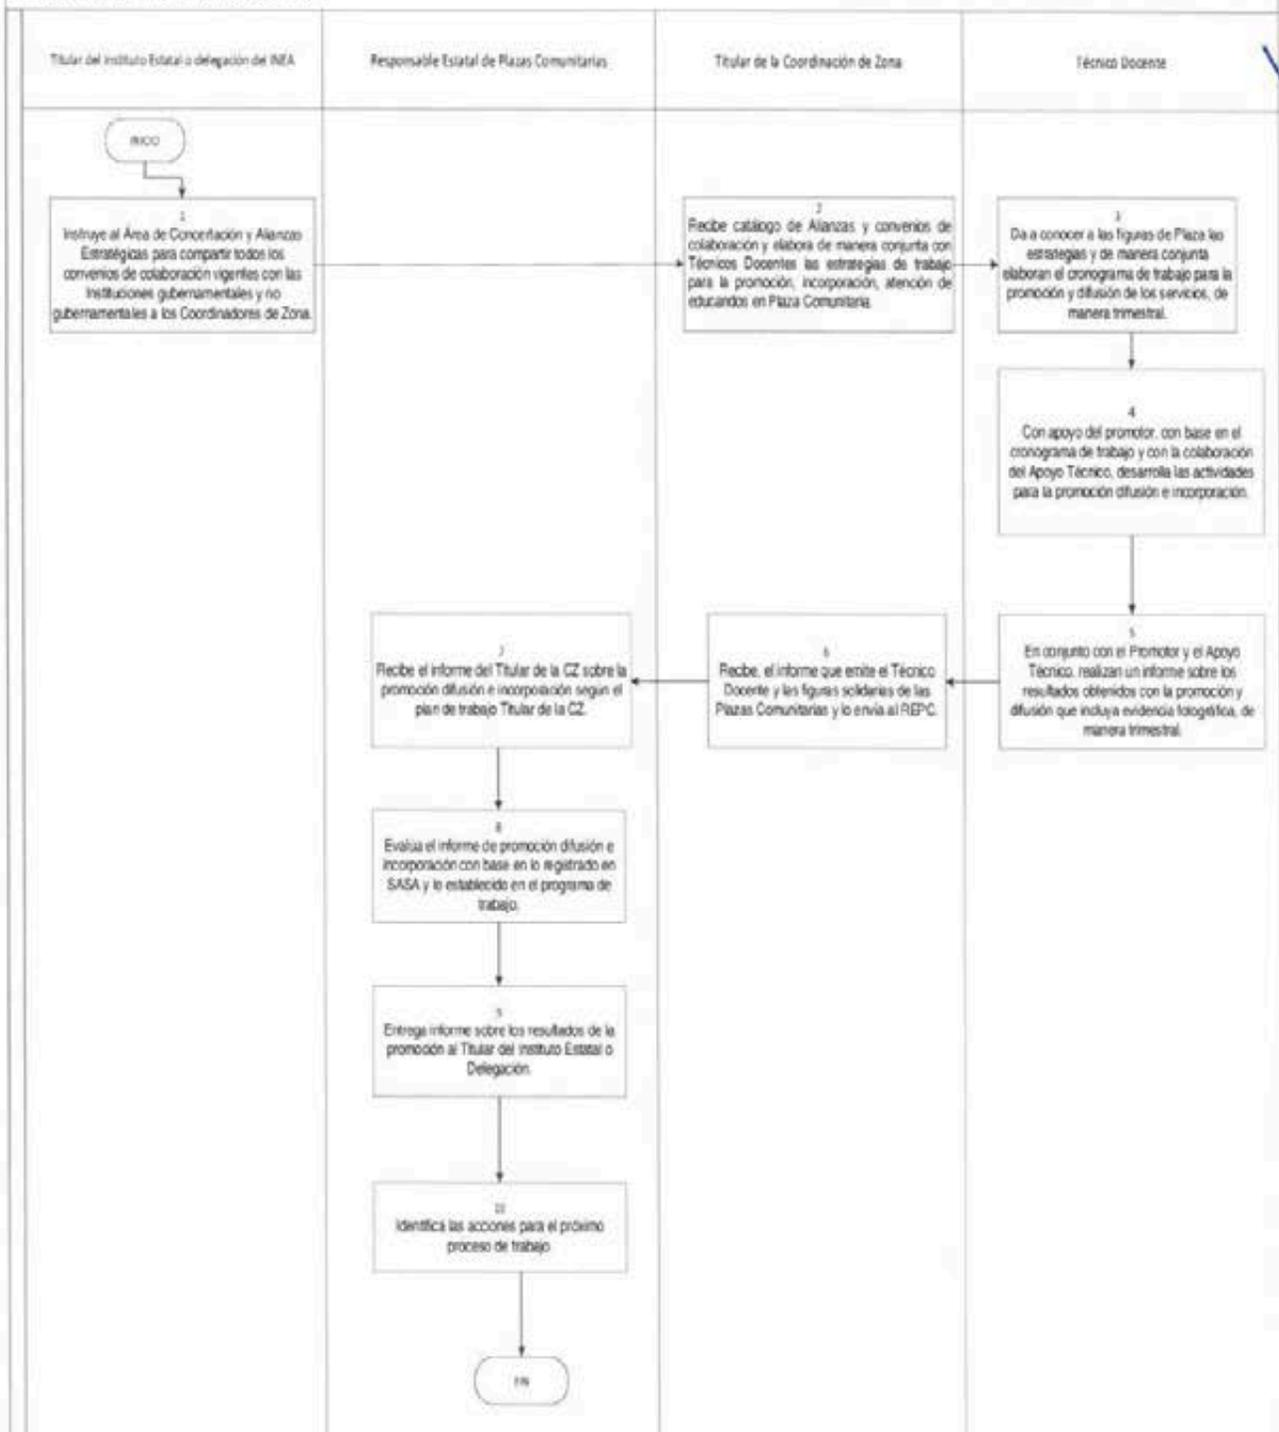 Titular del Instituto Estatal o delegación del INEA
Responsable Estatal de Plazas Comunitarias
Titular de la Coordinación de Zona
Técnico Docente
INICIO
1
Instruye al Área de Concertación y Alianzas
Estratégicas para compartir todos los
convenios de colaboración vigentes con las
Instituciones gubernamentales y no
gubernamentales a los Coordinadores de Zona.
2
Recibe catálogo de Alianzas y convenios de
colaboración y elabora de manera conjunta con
Técnicos Docentes las estrategias de trabajo
para la promoción, incorporación, atención de
educandos en Plaza Comunitaria.
3
Da a conocer a las figuras de Plaza las
estrategias y de manera conjunta
elaboran el cronograma de trabajo para la
promoción y difusión de los servicios, de
manera trimestral.
4
Con apoyo del promotor, con base en el
cronograma de trabajo y con la colaboración
del Apoyo Técnico, desarrolla las actividades
para la promoción difusión e incorporación.
5
En conjunto con el Promotor y el Apoyo
Técnico, realizan un informe sobre los
resultados obtenidos con la promoción y
difusión que incluya evidencia fotográfica, de
manera trimestral.
6
Recibe, el informe que emite el Técnico
Docente y las figuras solidarias de las
Plazas Comunitarias y lo envía al REPC.
7
Recibe el informe del Titular de la CZ sobre la
promoción difusión e incorporación según el
plan de trabajo Titular de la CZ.
8
Evalúa el informe de promoción difusión e
incorporación con base en lo registrado en
SASA y lo establecido en el programa de
trabajo.
9
Entrega informe sobre los resultados de la
promoción al Titular del Instituto Estatal o
Delegación.
10
Identifica las acciones para el próximo
proceso de trabajo
FIN